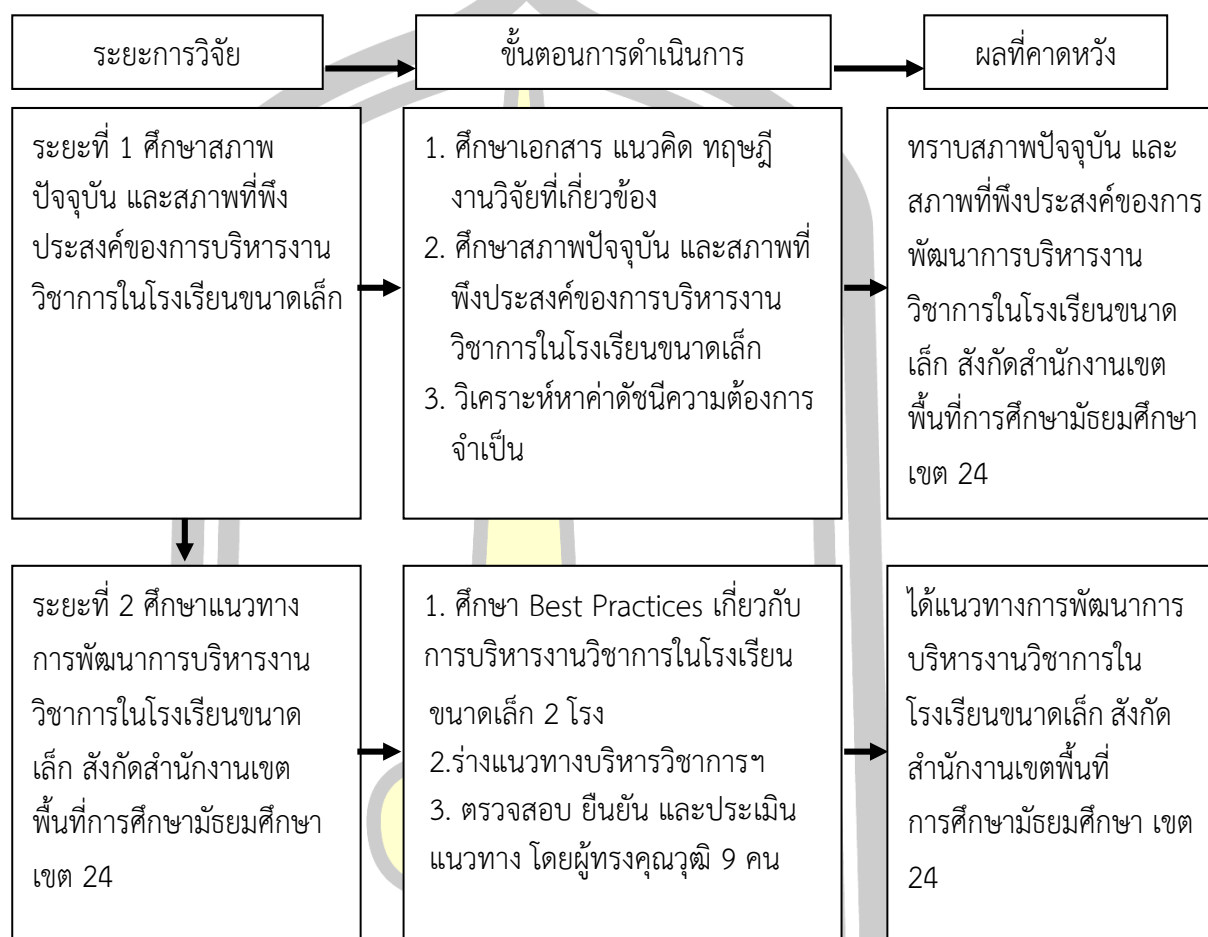 ระยะการวิจัย
ขั้นตอนการดำเนินการ
ผลที่คาดหวัง
ระยะที่ 1 ศึกษาสภาพ
ปัจจุบัน และสภาพที่พึง
ประสงค์ของการบริหารงาน
วิชาการในโรงเรียนขนาดเล็ก
1. ศึกษาเอกสาร แนวคิด ทฤษฎี
งานวิจัยที่เกี่ยวข้อง
2. ศึกษาสภาพปัจจุบัน และสภาพที่
พึงประสงค์ของการบริหารงาน
วิชาการในโรงเรียนขนาดเล็ก
3. วิเคราะห์หาค่าดัชนีความต้องการ
จำเป็น
ทราบสภาพปัจจุบัน และ
สภาพที่พึงประสงค์ของการ
พัฒนาการบริหารงาน
วิชาการในโรงเรียนขนาด
เล็ก สังกัดสำนักงานเขต
พื้นที่การศึกษามัธยมศึกษา
เขต 24
ระยะที่ 2 ศึกษาแนวทาง
การพัฒนาการบริหารงาน
วิชาการในโรงเรียนขนาด
เล็ก สังกัดสำนักงานเขต
พื้นที่การศึกษามัธยมศึกษา
เขต 24
1. ศึกษา Best Practices เกี่ยวกับ
การบริหารงานวิชาการในโรงเรียน
ขนาดเล็ก 2 โรง
2.ร่างแนวทางบริหารวิชาการฯ
3. ตรวจสอบ ยืนยัน และประเมิน
แนวทาง โดยผู้ทรงคุณวุฒิ 9 คน
ได้แนวทางการพัฒนาการ
บริหารงานวิชาการใน
โรงเรียนขนาดเล็ก สังกัด
สำนักงานเขตพื้นที่
การศึกษามัธยมศึกษา เขต
24